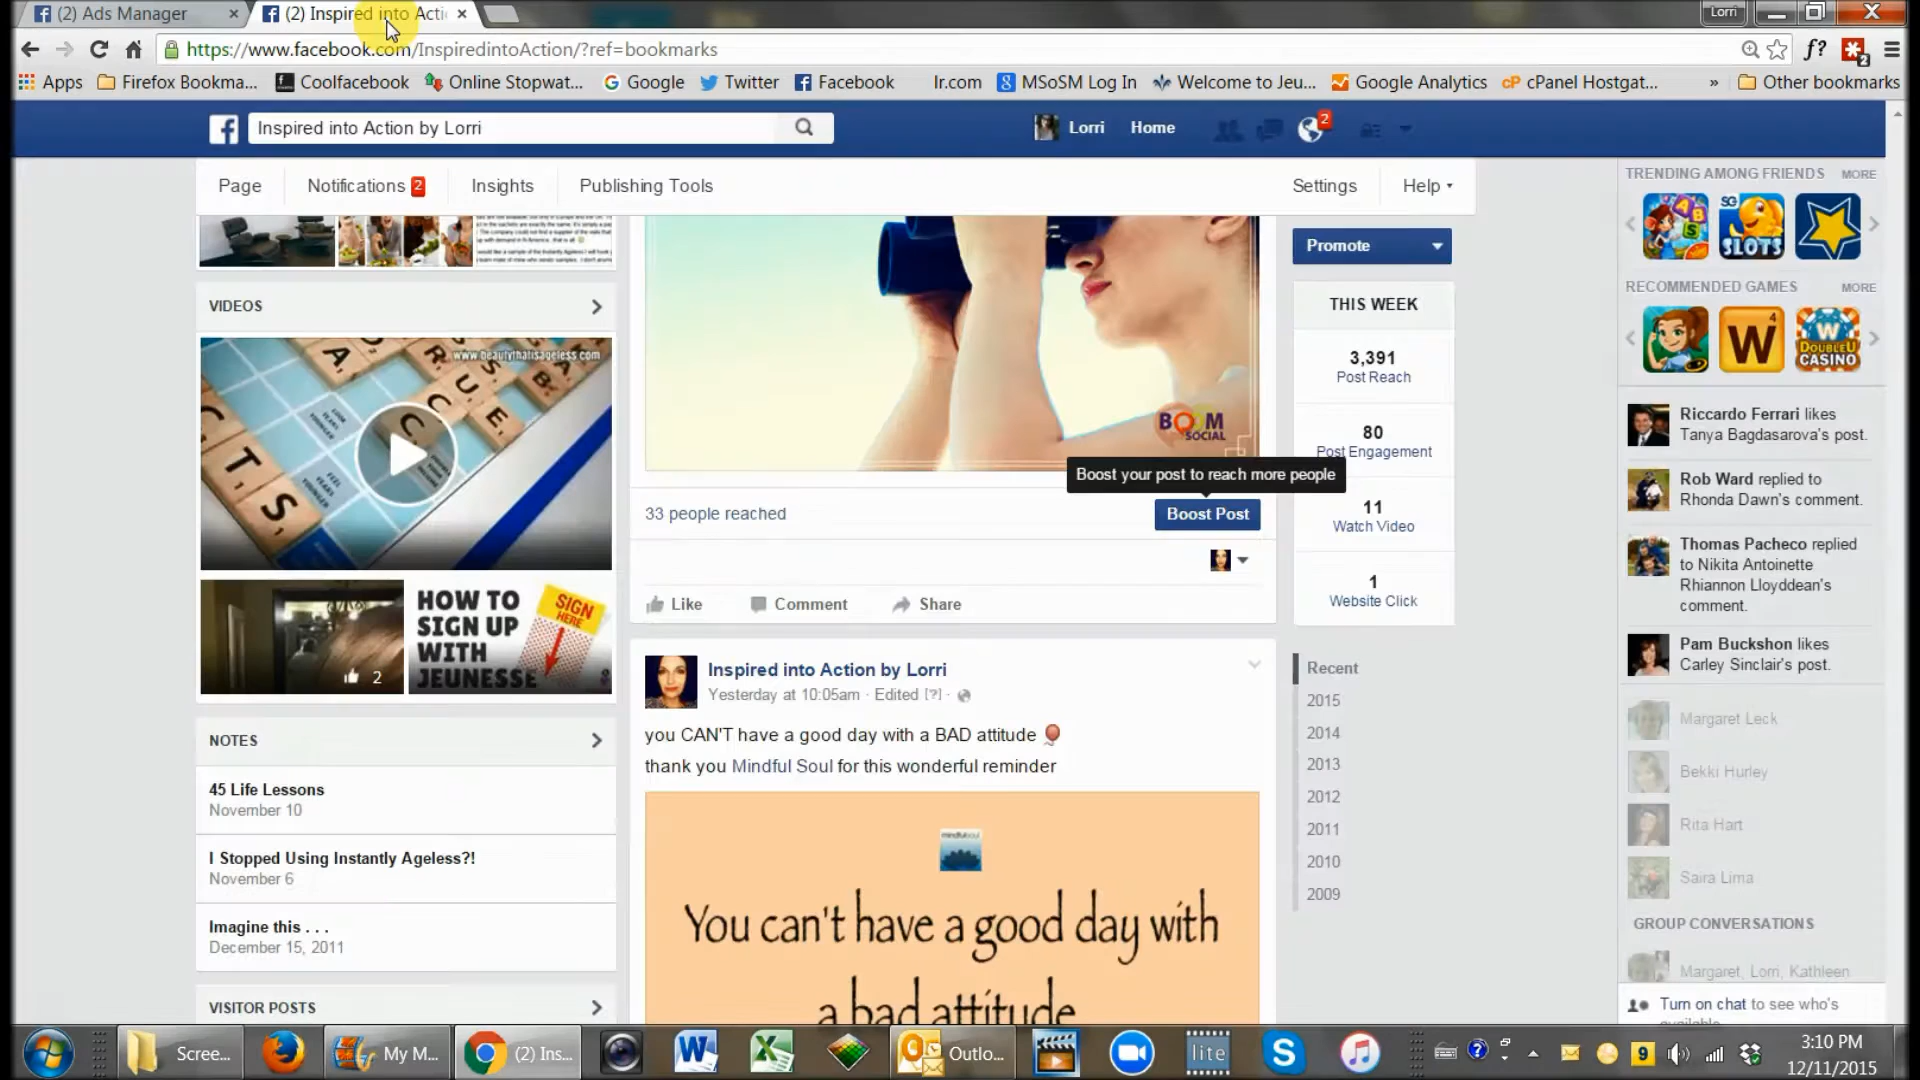 (2) Ads Manager
(2) Inspired into Acti
Lorri
https://www.facebook.com/InspiredintoAction/?ref=bookmarks
f?
2
Apps
Firefox Bookma...
Coolfacebook
Online Stopwat...
Google
Twitter
Facebook
lr.com
MSoSM Log In
Welcome to Jeu...
Google Analytics
cPanel Hostgat...
»
Other bookmarks
Inspired into Action by Lorri
Lorri
Home
2
Page
Notifications 2
Insights
Publishing Tools
Settings
Help
TRENDING AMONG FRIENDS
MORE
SG
SLOTS
RECOMMENDED GAMES
MORE
W
4
W
DOUBLEU
CASINO
Promote
THIS WEEK
3,391
Post Reach
80
Post Engagement
11
Watch Video
1
Website Click
Recent
2015
2014
2013
2012
2011
2010
2009
VIDEOS
www.beautythatisageless.com
2
HOW TO
SIGN UP
WITH
JEUNESSE
SIGN
HERE
NOTES
45 Life Lessons
November 10
I Stopped Using Instantly Ageless?!
November 6
Imagine this . . .
December 15, 2011
VISITOR POSTS
BOOM
SOCIAL
Boost your post to reach more people
33 people reached
Boost Post
Like
Comment
Share
Inspired into Action by Lorri
Yesterday at 10:05am · Edited [?] ·
you CAN'T have a good day with a BAD attitude
thank you Mindful Soul for this wonderful reminder
mindfulsoul
You can't have a good day with
a bad attitude
Riccardo Ferrari likes
Tanya Bagdasarova's post.
Rob Ward replied to
Rhonda Dawn's comment.
Thomas Pacheco replied
to Nikita Antoinette
Rhiannon Lloyddean's
comment.
Pam Buckshon likes
Carley Sinclair's post.
Margaret Leck
Bekki Hurley
Rita Hart
Saira Lima
GROUP CONVERSATIONS
Margaret, Lorri, Kathleen
Turn on chat to see who's
available.
Scree...
My M...
(2) Ins...
Outlo...
lite
9
3:10 PM
12/11/2015